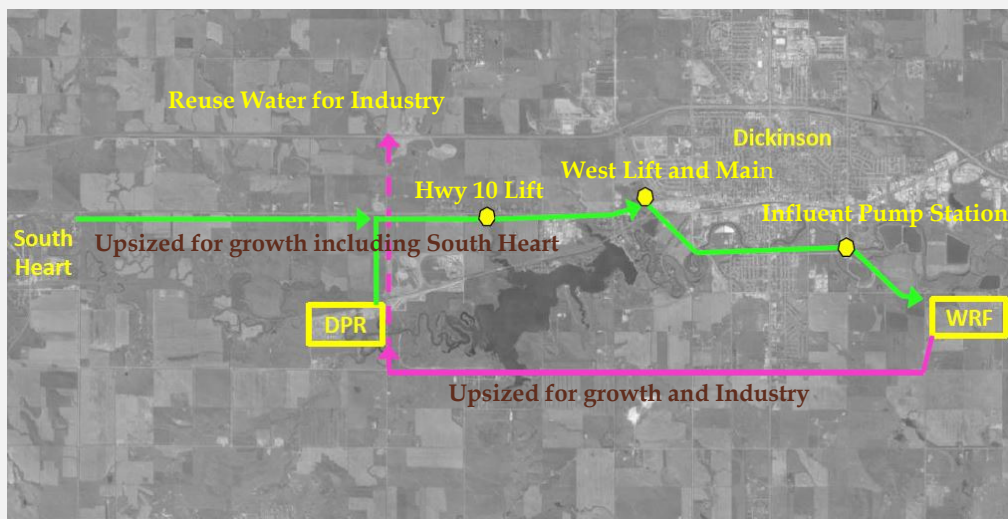 Reuse Water for Industry
Dickinson
West Lift and Main
Hwy 10 Lift
Influent Pump Station
South
Heart
Upsized for growth including South Heart
DPR
WRF
Upsized for growth and Industry